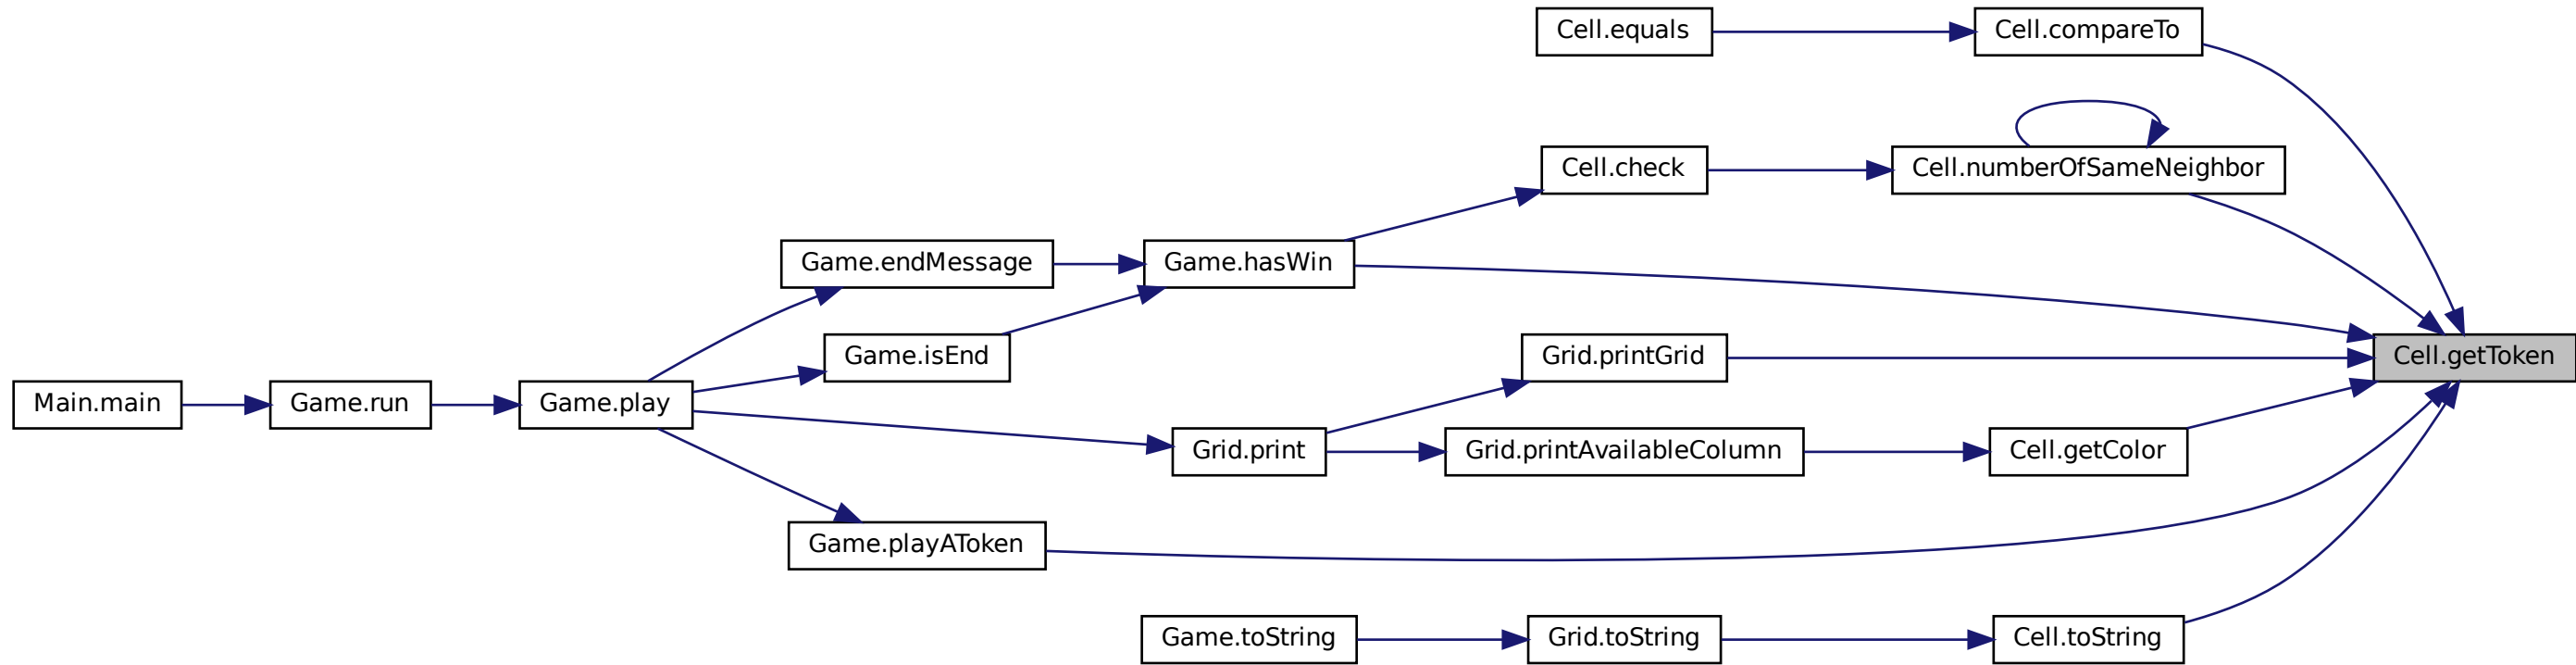 Cell.equals
Cell.compareTo
Cell.check
Cell.numberOfSameNeighbor
Game.endMessage
Game.hasWin
Game.isEnd
Grid.printGrid
Cell.getToken
Main.main
Game.run
Game.play
Grid.print
Grid.printAvailableColumn
Cell.getColor
Game.playAToken
Game.toString
Grid.toString
Cell.toString